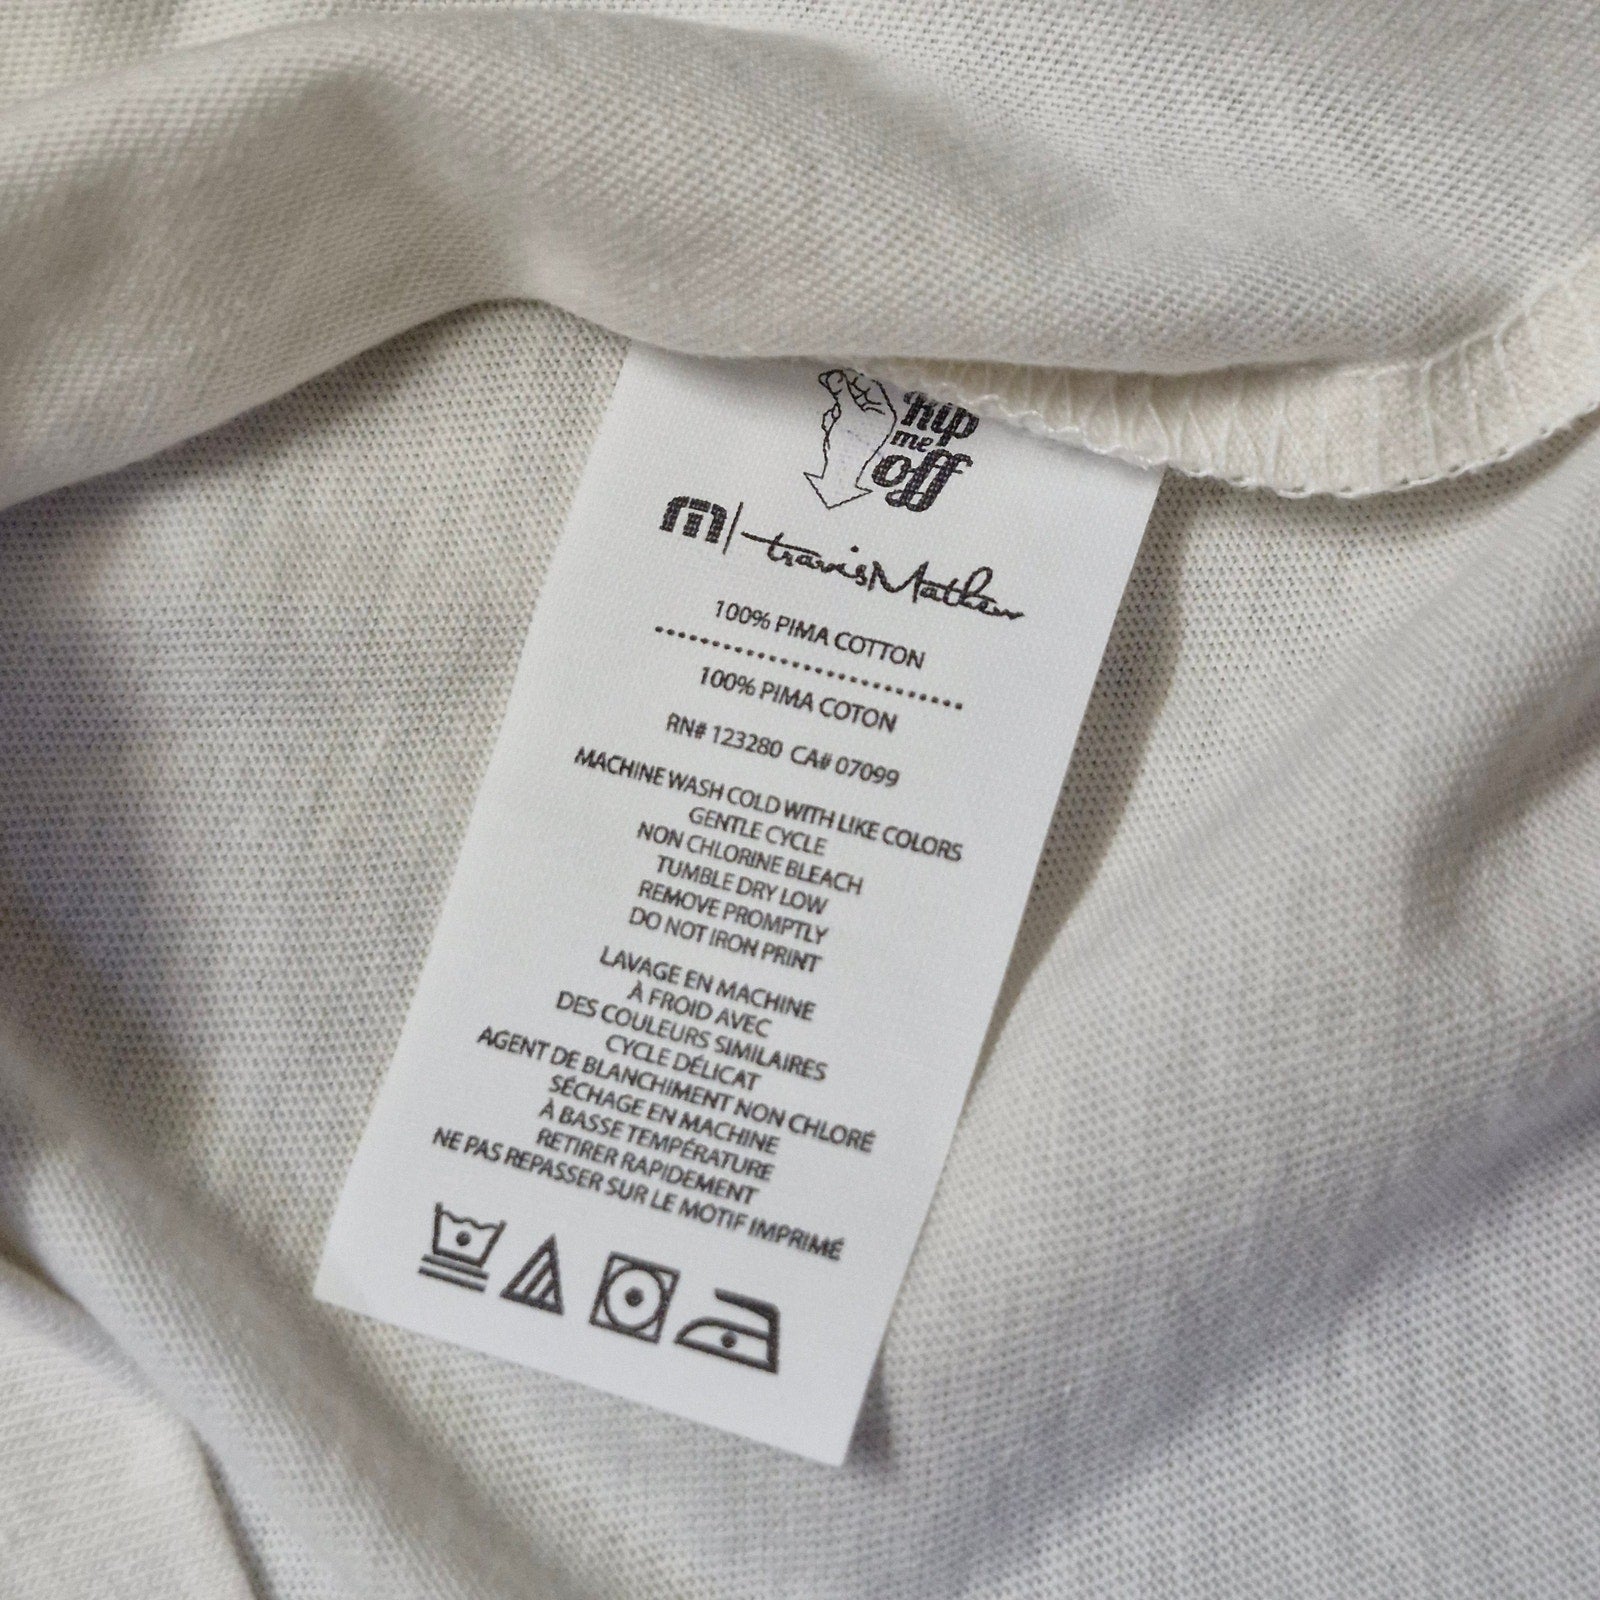 Rip
me
off
m | travisMathew
100% PIMA COTTON
100% PIMA COTON
RN# 123280 CA# 07099
MACHINE WASH COLD WITH LIKE COLORS
GENTLE CYCLE
NON CHLORINE BLEACH
TUMBLE DRY LOW
REMOVE PROMPTLY
DO NOT IRON PRINT
LAVAGE EN MACHINE
À FROID AVEC
DES COULEURS SIMILAIRES
CYCLE DÉLICAT
AGENT DE BLANCHIMENT NON CHLORÉ
SÉCHAGE EN MACHINE
À BASSE TEMPÉRATURE
RETIRER RAPIDEMENT
NE PAS REPASSER SUR LE MOTIF IMPRIMÉ